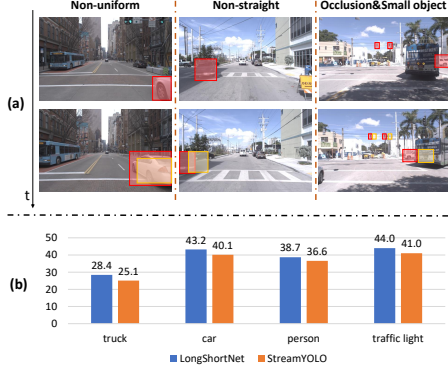 Non-uniform Non-straight Occlusion&Small object
(a)
t
(b)
50
40
30
20
10
0
28.4 25.1 43.2 40.1 38.7 36.6 44.0 41.0
truck car person traffic light
LongShortNet StreamYOLO